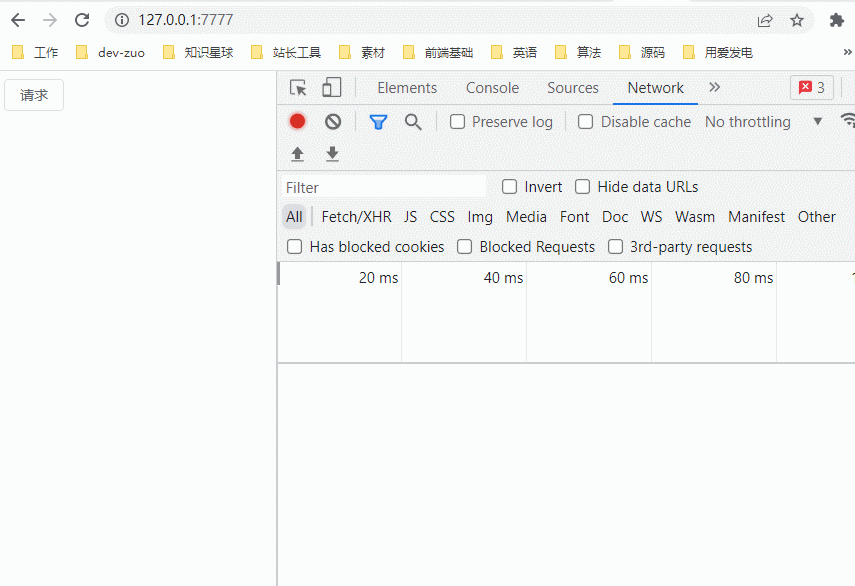 127.0.0.1:7777
工作 dev-zuo 知识星球 站长工具 素材 前端基础 英语 算法 源码 用爱发电 »
请求 Elements Console Sources Network » 3
Preserve log Disable cache No throttling
Filter Invert Hide data URLs
All Fetch/XHR JS CSS Img Media Font Doc WS Wasm Manifest Other
Has blocked cookies Blocked Requests 3rd-party requests
20 ms 40 ms 60 ms 80 ms